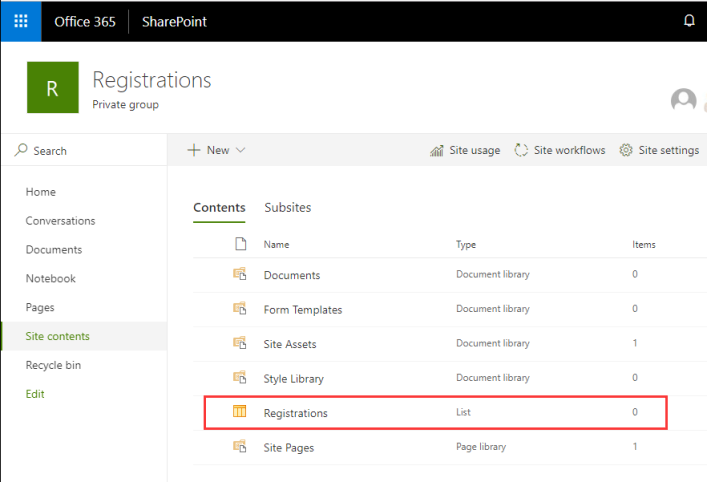 Office 365 SharePoint
R
Registrations
Private group
Search
New
Site usage
Site workflows
Site settings
Home
Conversations
Documents
Notebook
Pages
Site contents
Recycle bin
Edit
Contents Subsites
Name Type Items
Documents Document library 0
Form Templates Document library 0
Site Assets Document library 1
Style Library Document library 0
Registrations List 0
Site Pages Page library 1